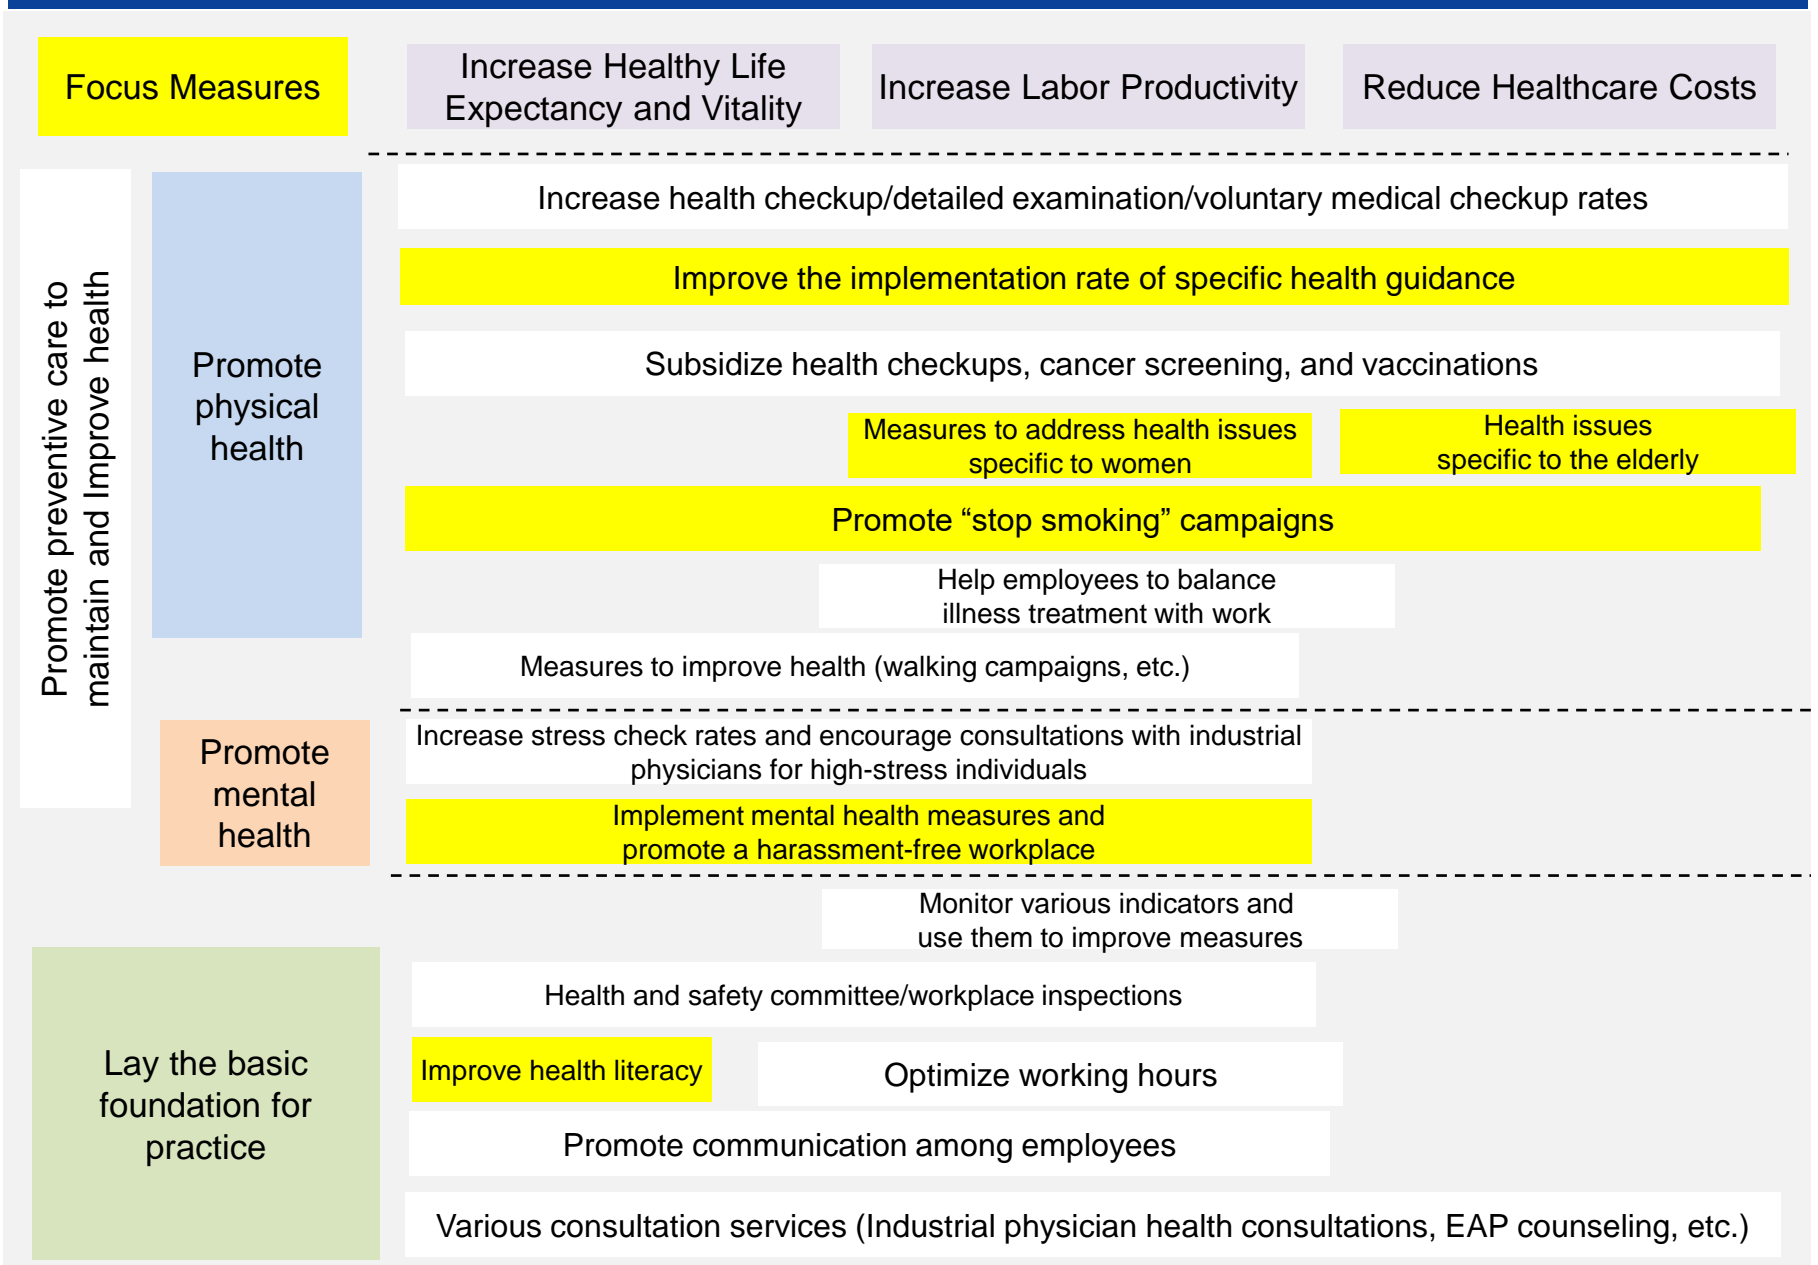 Focus Measures
Increase Healthy Life
Expectancy and Vitality
Increase Labor Productivity
Reduce Healthcare Costs
Promote preventive care to
maintain and Improve health
Promote
physical
health
Increase health checkup/detailed examination/voluntary medical checkup rates
Improve the implementation rate of specific health guidance
Subsidize health checkups, cancer screening, and vaccinations
Measures to address health issues
specific to women
Health issues
specific to the elderly
Promote “stop smoking” campaigns
Help employees to balance
illness treatment with work
Measures to improve health (walking campaigns, etc.)
Promote
mental
health
Increase stress check rates and encourage consultations with industrial
physicians for high-stress individuals
Implement mental health measures and
promote a harassment-free workplace
Lay the basic
foundation for
practice
Monitor various indicators and
use them to improve measures
Health and safety committee/workplace inspections
Improve health literacy
Optimize working hours
Promote communication among employees
Various consultation services (Industrial physician health consultations, EAP counseling, etc.)